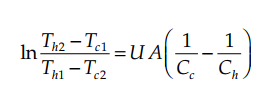 ln (T_h2 − T_c1)/(T_h1 − T_c2) = U A (1/C_c − 1/C_h)